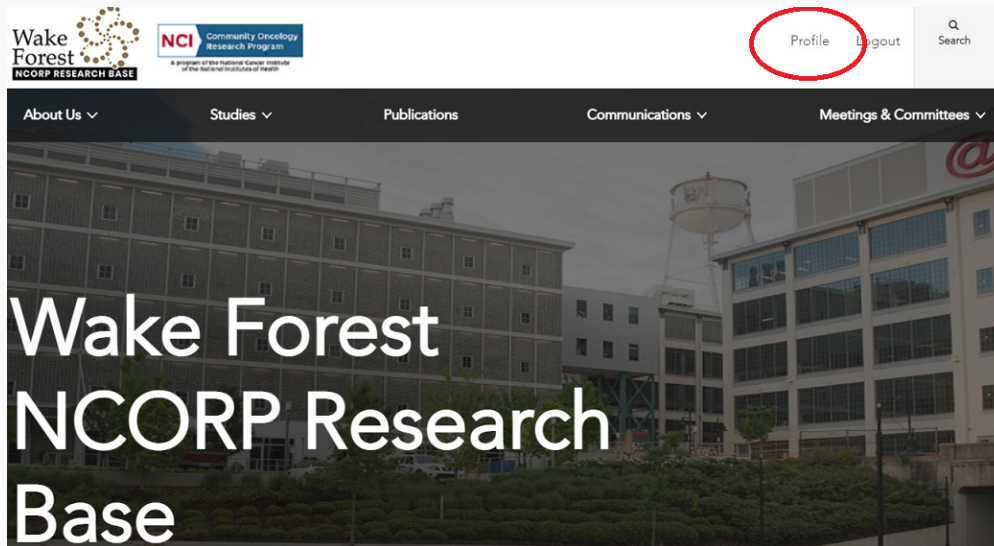 Wake
Forest
NCORP RESEARCH BASE
NCI Community Oncology
Research Program
A program of the National Cancer Institute
of the National Institutes of Health
Profile
Logout
Search
About Us
Studies
Publications
Communications
Meetings & Committees
Wake Forest
NCORP Research
Base